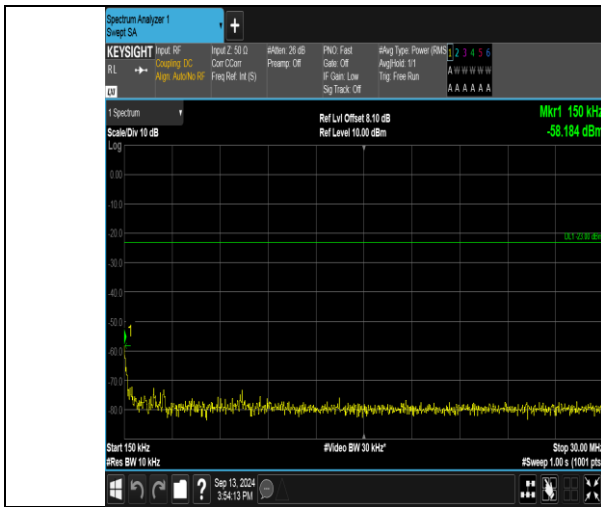 Spectrum Analyzer 1
Swept SA
+
KEYSIGHT
RL
Input: RF
Coupling: DC
Align: Auto/No RF
Input Z: 50 Ω
Corr CCorr
Freq Ref: Int (S)
#Atten: 26 dB
Preamp: Off
PNO: Fast
Gate: Off
IF Gain: Low
Sig Track: Off
#Avg Type: Power (RMS
Avg|Hold: 1/1
Trig: Free Run
1 2 3 4 5 6
A W W W W W
A A A A A A
1 Spectrum
Scale/Div 10 dB
Ref Lvl Offset 8.10 dB
Ref Level 10.00 dBm
Mkr1 150 kHz
-58.184 dBm
Log
0.00
-10.0
DL1 -23.00 dBm
-20.0
-30.0
-40.0
-50.0
1
-60.0
-70.0
-80.0
Start 150 kHz
#Res BW 10 kHz
#Video BW 30 kHz*
Stop 30.00 MHz
#Sweep 1.00 s (1001 pts
?
Sep 13, 2024
3:54:13 PM